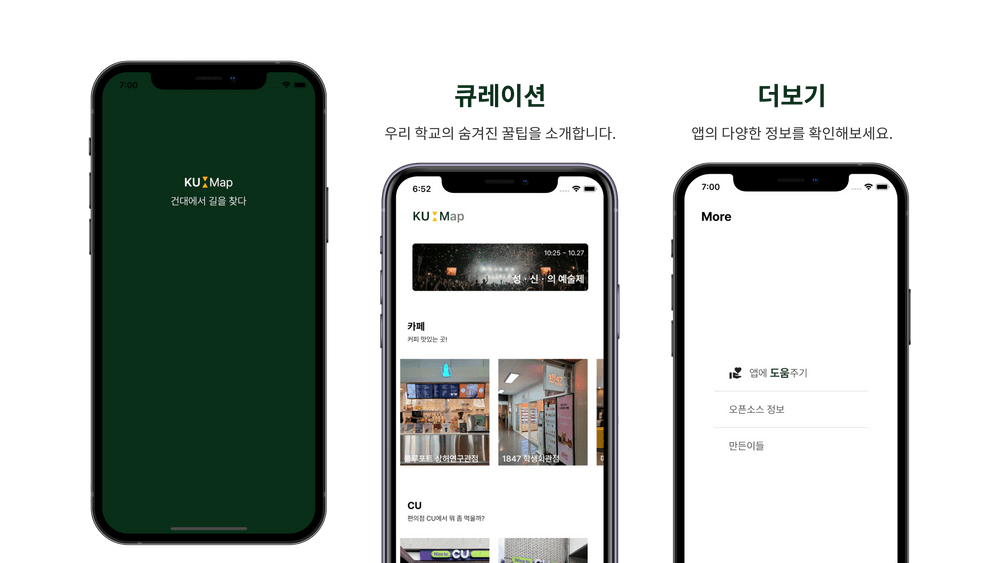 7:00
KU Map
건대에서 길을 찾다
큐레이션
우리 학교의 숨겨진 꿀팁을 소개합니다.
6:52
KU Map
10:25 ~ 10.27
성·신·의 예술제
카페
커피 맛있는 곳!
블루포트 상허연구관점
1847 학생회관점
CU
편의점 CU에서 뭐 좀 먹을까?
CU
더보기
앱의 다양한 정보를 확인해보세요.
7:00
More
앱에 도움주기
오픈소스 정보
만든이들